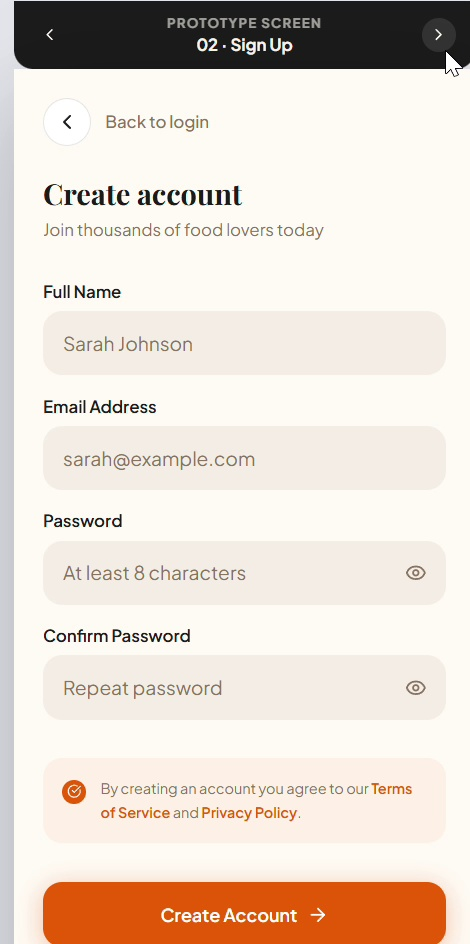 PROTOTYPE SCREEN
02 · Sign Up
Back to login
Create account
Join thousands of food lovers today
Full Name
Sarah Johnson
Email Address
sarah@example.com
Password
At least 8 characters
Confirm Password
Repeat password
By creating an account you agree to our Terms
of Service and Privacy Policy.
Create Account